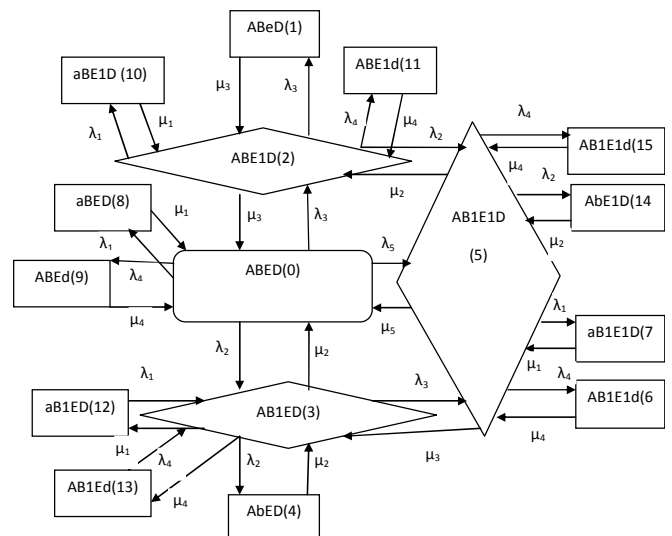 ABeD(1)
aBE1D (10)
ABE1d(11
μ₃
λ₃
μ₁
λ₁
λ₄
μ₄
λ₂
λ₄
AB1E1d(15
ABE1D(2)
μ₄
λ₂
μ₂
aBED(8)
μ₁
μ₃
λ₃
AbE1D(14
μ₂
AB1E1D
(5)
λ₁
ABED(0)
λ₅
ABEd(9)
λ₄
μ₄
μ₅
λ₁
aB1E1D(7
λ₂
μ₂
μ₁
λ₁
λ₃
λ₄
aB1ED(12)
AB1ED(3)
AB1E1d(6
μ₁
λ₄
μ₃
μ₄
λ₂
μ₂
AB1Ed(13)
μ₄
AbED(4)